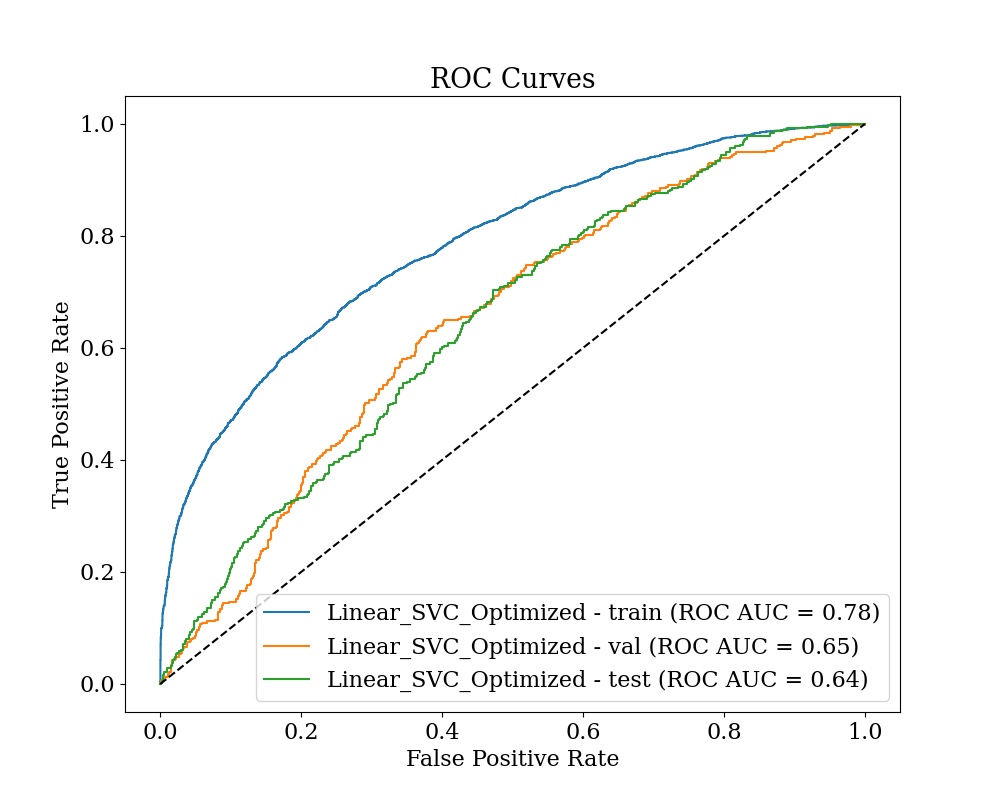 ROC Curves
True Positive Rate
1.0
0.8
0.6
0.4
0.2
0.0
Linear_SVC_Optimized - train (ROC AUC = 0.78)
Linear_SVC_Optimized - val (ROC AUC = 0.65)
Linear_SVC_Optimized - test (ROC AUC = 0.64)
0.0 0.2 0.4 0.6 0.8 1.0
False Positive Rate